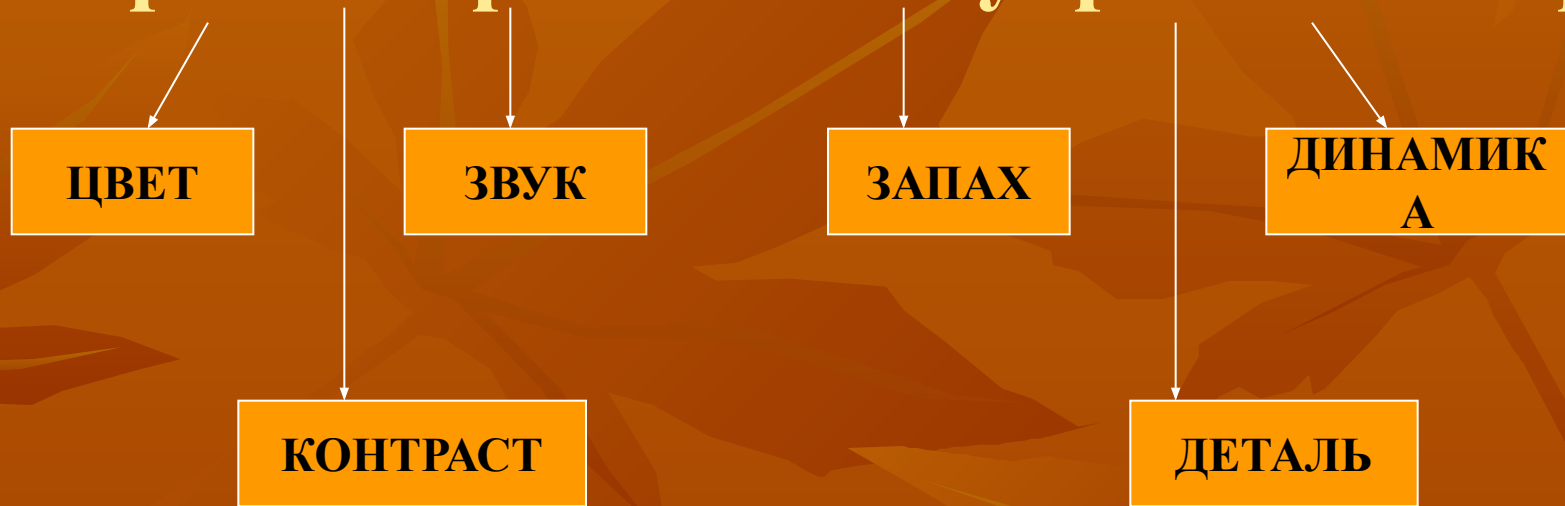 ЦВЕТ
ЗВУК
ЗАПАХ
ДИНАМИК
А
КОНТРАСТ
ДЕТАЛЬ